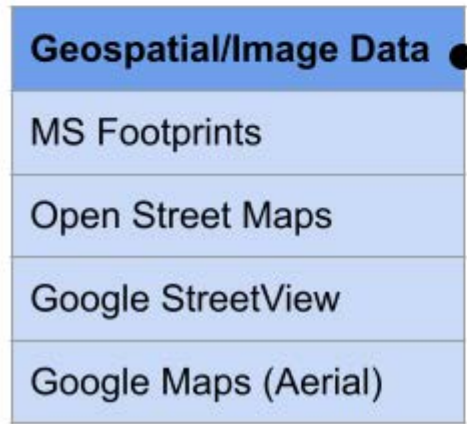 Geospatial/Image Data
MS Footprints
Open Street Maps
Google StreetView
Google Maps (Aerial)